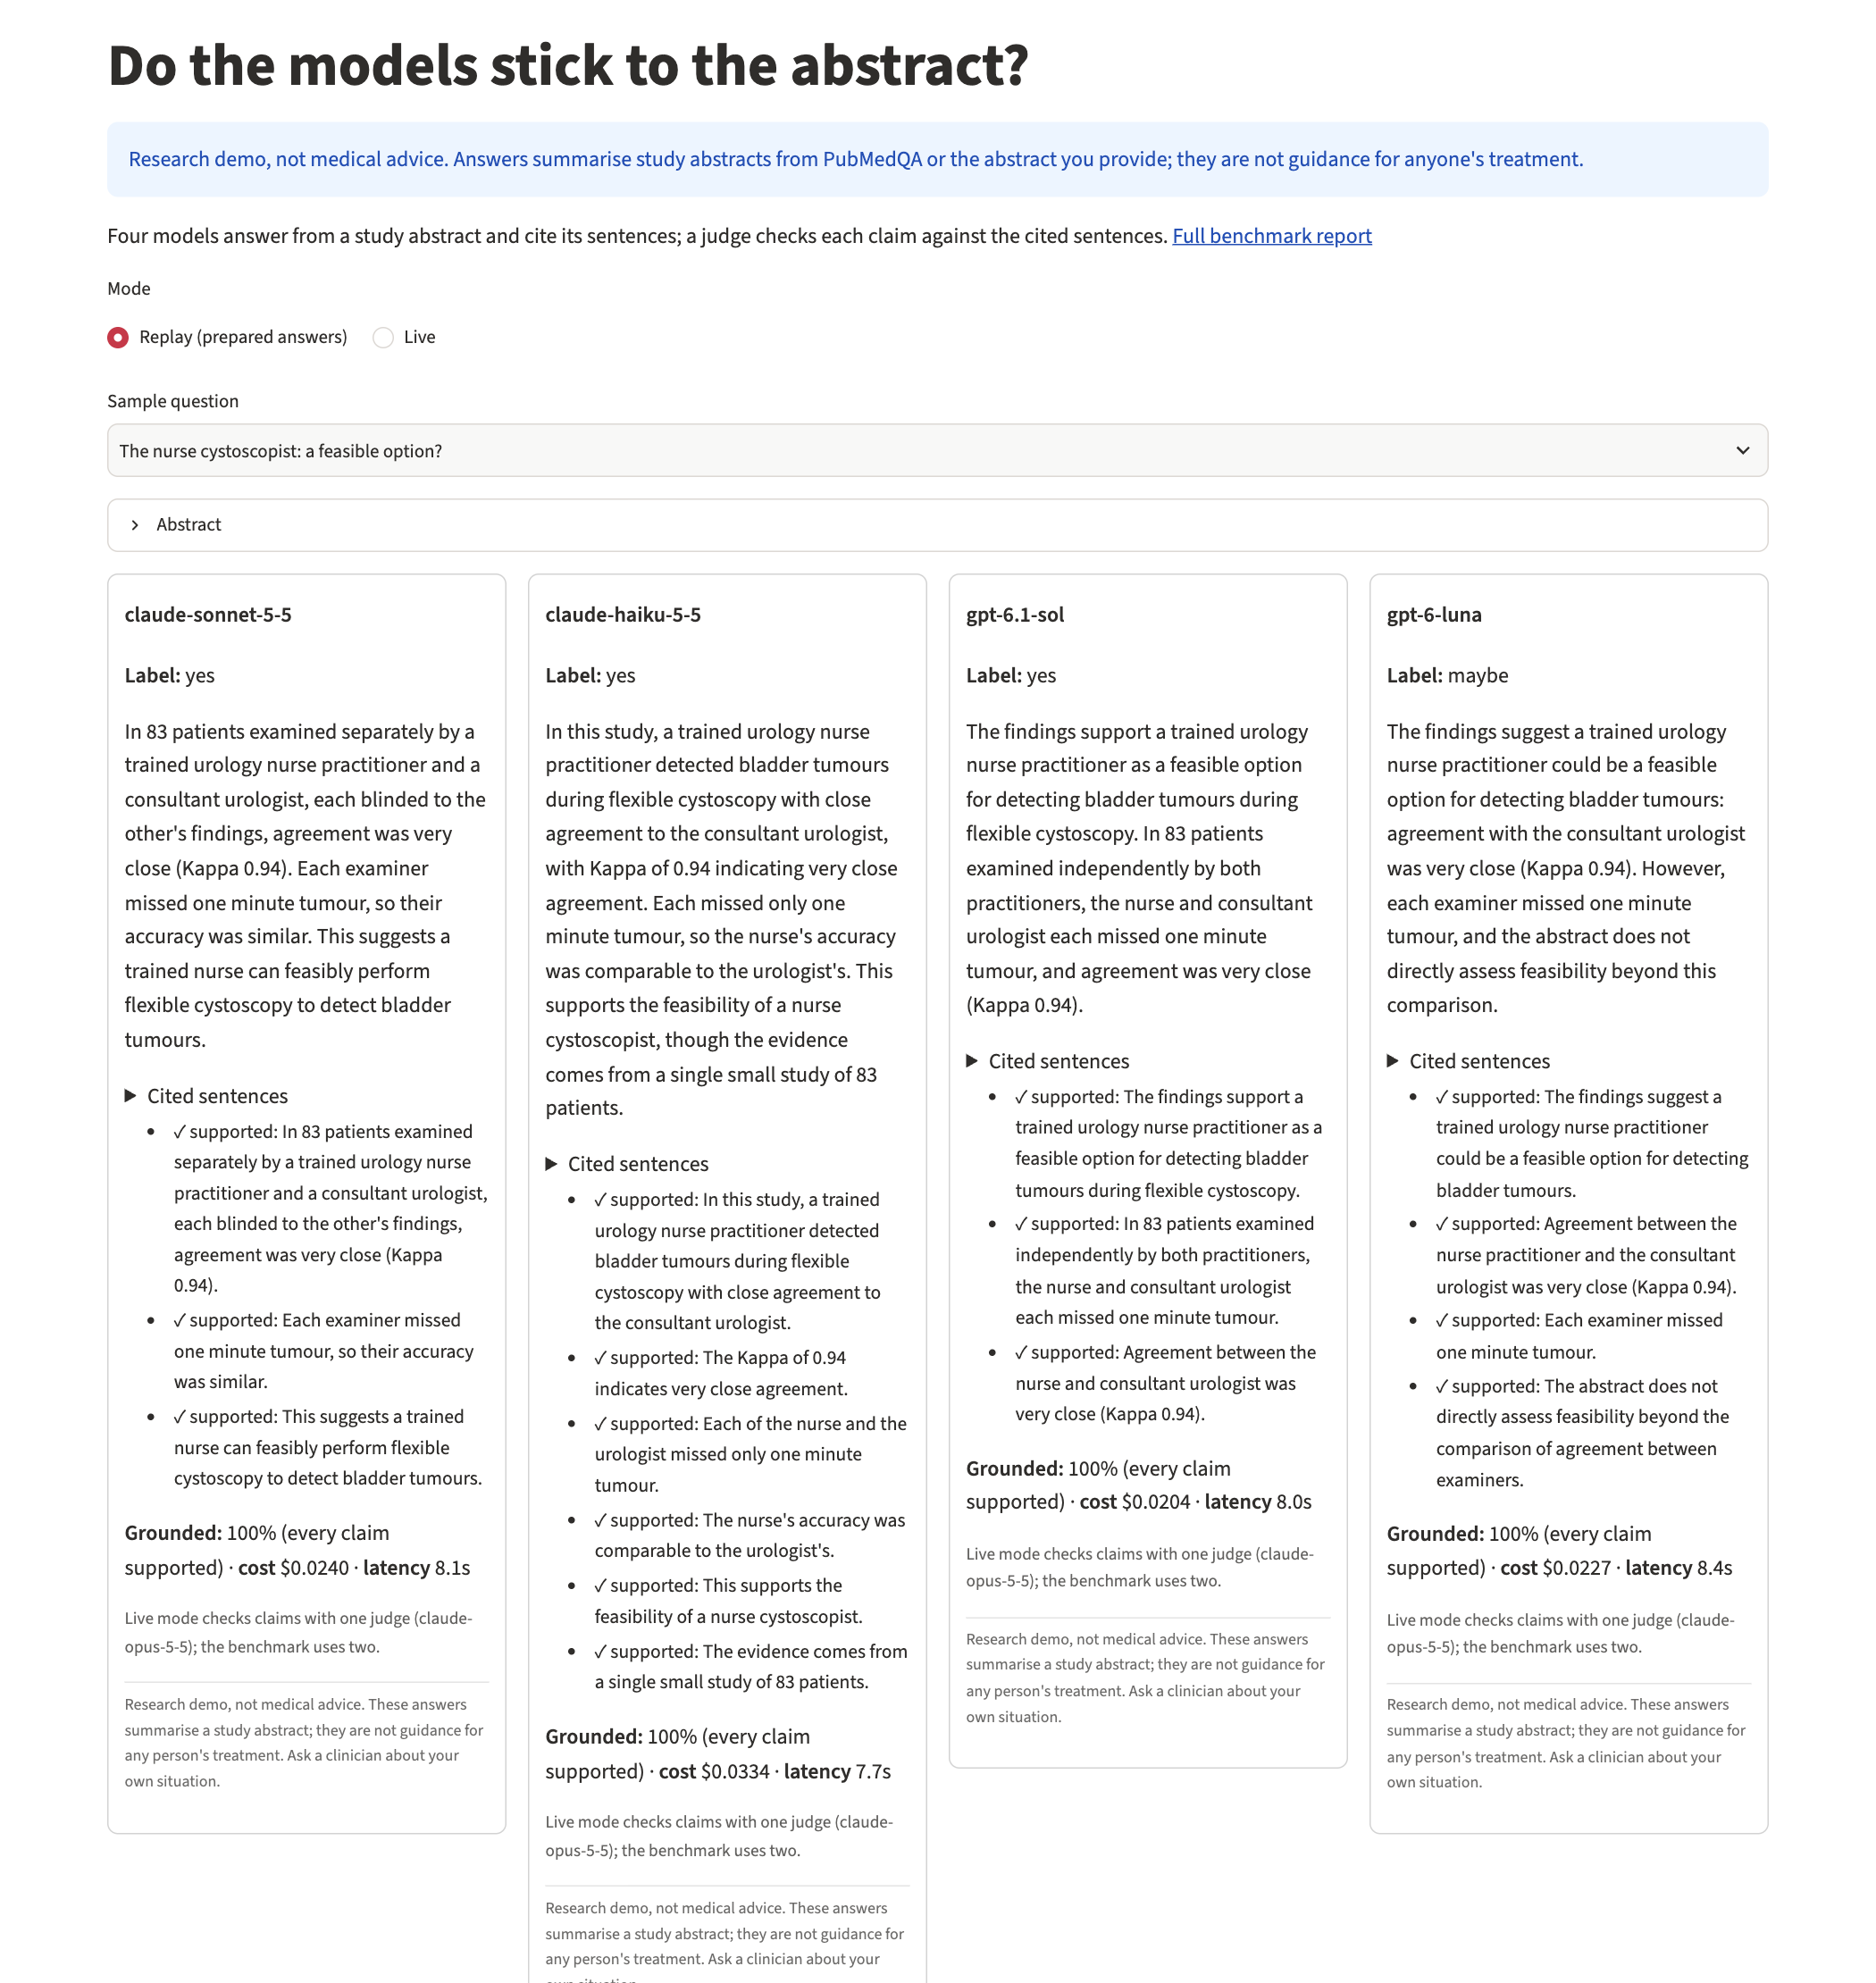 Do the models stick to the abstract?
Research demo, not medical advice. Answers summarise study abstracts from PubMedQA or the abstract you provide; they are not guidance for anyone's treatment.
Four models answer from a study abstract and cite its sentences; a judge checks each claim against the cited sentences. Full benchmark report
Mode
Replay (prepared answers)
Live
Sample question
The nurse cystoscopist: a feasible option?
Abstract
claude-sonnet-5-5
Label: yes
In 83 patients examined separately by a
trained urology nurse practitioner and a
consultant urologist, each blinded to the
other's findings, agreement was very
close (Kappa 0.94). Each examiner
missed one minute tumour, so their
accuracy was similar. This suggests a
trained nurse can feasibly perform
flexible cystoscopy to detect bladder
tumours.
▶ Cited sentences
• ✓ supported: In 83 patients examined
separately by a trained urology nurse
practitioner and a consultant urologist,
each blinded to the other's findings,
agreement was very close (Kappa
0.94).
• ✓ supported: Each examiner missed
one minute tumour, so their accuracy
was similar.
• ✓ supported: This suggests a trained
nurse can feasibly perform flexible
cystoscopy to detect bladder tumours.
Grounded: 100% (every claim
supported) · cost $0.0240 · latency 8.1s
Live mode checks claims with one judge (claude-
opus-5-5); the benchmark uses two.
Research demo, not medical advice. These answers
summarise a study abstract; they are not guidance for
any person's treatment. Ask a clinician about your
own situation.
claude-haiku-5-5
Label: yes
In this study, a trained urology nurse
practitioner detected bladder tumours
during flexible cystoscopy with close
agreement to the consultant urologist,
with Kappa of 0.94 indicating very close
agreement. Each missed only one
minute tumour, so the nurse's accuracy
was comparable to the urologist's. This
supports the feasibility of a nurse
cystoscopist, though the evidence
comes from a single small study of 83
patients.
▶ Cited sentences
• ✓ supported: In this study, a trained
urology nurse practitioner detected
bladder tumours during flexible
cystoscopy with close agreement to
the consultant urologist.
• ✓ supported: The Kappa of 0.94
indicates very close agreement.
• ✓ supported: Each of the nurse and the
urologist missed only one minute
tumour.
• ✓ supported: The nurse's accuracy was
comparable to the urologist's.
• ✓ supported: This supports the
feasibility of a nurse cystoscopist.
• ✓ supported: The evidence comes from
a single small study of 83 patients.
Grounded: 100% (every claim
supported) · cost $0.0334 · latency 7.7s
Live mode checks claims with one judge (claude-
opus-5-5); the benchmark uses two.
Research demo, not medical advice. These answers
summarise a study abstract; they are not guidance for
any person's treatment. Ask a clinician about your
own situation.
gpt-6.1-sol
Label: yes
The findings support a trained urology
nurse practitioner as a feasible option
for detecting bladder tumours during
flexible cystoscopy. In 83 patients
examined independently by both
practitioners, the nurse and consultant
urologist each missed one minute
tumour, and agreement was very close
(Kappa 0.94).
▶ Cited sentences
• ✓ supported: The findings support a
trained urology nurse practitioner as a
feasible option for detecting bladder
tumours during flexible cystoscopy.
• ✓ supported: In 83 patients examined
independently by both practitioners,
the nurse and consultant urologist
each missed one minute tumour.
• ✓ supported: Agreement between the
nurse and consultant urologist was
very close (Kappa 0.94).
Grounded: 100% (every claim
supported) · cost $0.0204 · latency 8.0s
Live mode checks claims with one judge (claude-
opus-5-5); the benchmark uses two.
Research demo, not medical advice. These answers
summarise a study abstract; they are not guidance for
any person's treatment. Ask a clinician about your
own situation.
gpt-6-luna
Label: maybe
The findings suggest a trained urology
nurse practitioner could be a feasible
option for detecting bladder tumours:
agreement with the consultant urologist
was very close (Kappa 0.94). However,
each examiner missed one minute
tumour, and the abstract does not
directly assess feasibility beyond this
comparison.
▶ Cited sentences
• ✓ supported: The findings suggest a
trained urology nurse practitioner
could be a feasible option for detecting
bladder tumours.
• ✓ supported: Agreement between the
nurse practitioner and the consultant
urologist was very close (Kappa 0.94).
• ✓ supported: Each examiner missed
one minute tumour.
• ✓ supported: The abstract does not
directly assess feasibility beyond the
comparison of agreement between
examiners.
Grounded: 100% (every claim
supported) · cost $0.0227 · latency 8.4s
Live mode checks claims with one judge (claude-
opus-5-5); the benchmark uses two.
Research demo, not medical advice. These answers
summarise a study abstract; they are not guidance for
any person's treatment. Ask a clinician about your
own situation.